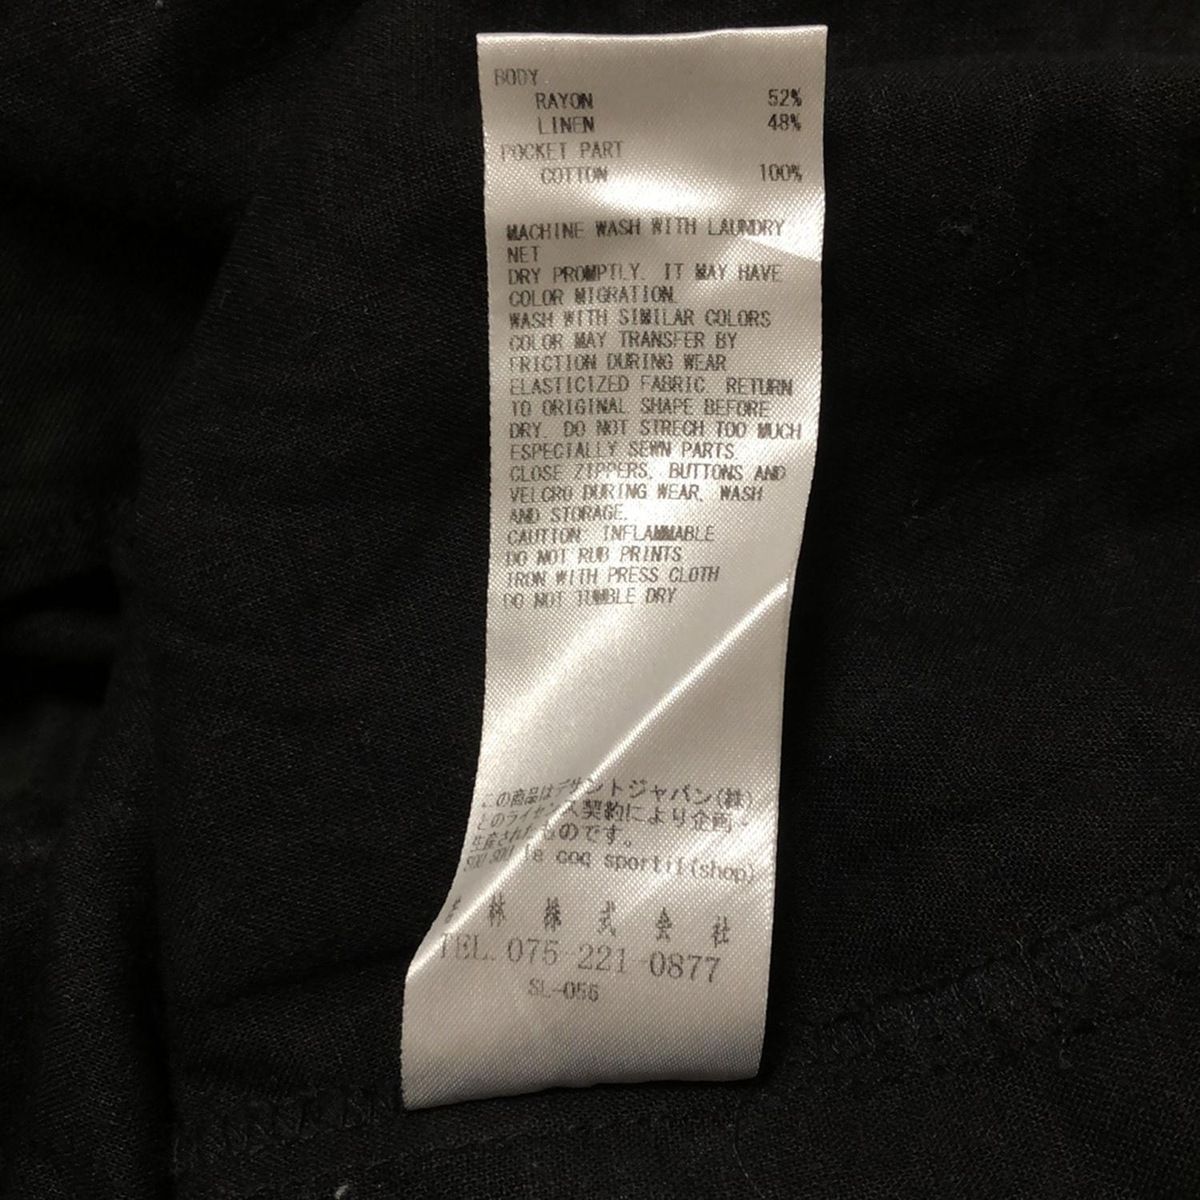 BODY
RAYON 52%
LINEN 48%
POCKET PART
COTTON 100%
MACHINE WASH WITH LAUNDRY
NET
DRY PROMPTLY. IT MAY HAVE
COLOR MIGRATION.
WASH WITH SIMILAR COLORS
COLOR MAY TRANSFER BY
FRICTION DURING WEAR
ELASTICIZED FABRIC RETURN
TO ORIGINAL SHAPE BEFORE
DRY. DO NOT STRECH TOO MUCH
ESPECIALLY SEWN PARTS
CLOSE ZIPPERS, BUTTONS AND
VELCRO DURING WEAR, WASH
AND STORAGE.
CAUTION INFLAMMABLE
DO NOT RUB PRINTS
IRON WITH PRESS CLOTH
DO NOT TUMBLE DRY
この商品はデサントジャパン(株)
とのライセンス契約により企画・
生産されたものです。
SOU SOU le coq sportif(shop)
林株式会社
TEL. 075-221-0877
SL-056